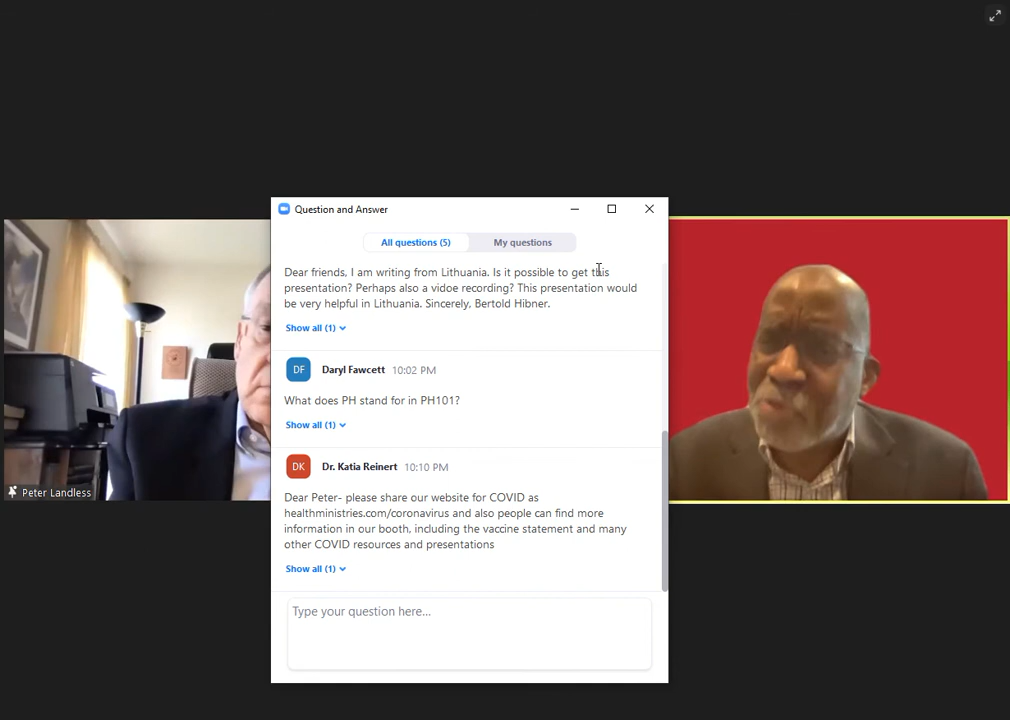 Question and Answer
All questions (5)
My questions
Dear friends, I am writing from Lithuania. Is it possible to get this
presentation? Perhaps also a vidoe recording? This presentation would
be very helpful in Lithuania. Sincerely, Bertold Hibner.
Show all (1)
DF
Daryl Fawcett 10:02 PM
What does PH stand for in PH101?
Show all (1)
DK
Dr. Katia Reinert 10:10 PM
Dear Peter- please share our website for COVID as
healthministries.com/coronavirus and also people can find more
information in our booth, including the vaccine statement and many
other COVID resources and presentations
Show all (1)
Type your question here...
Peter Landless